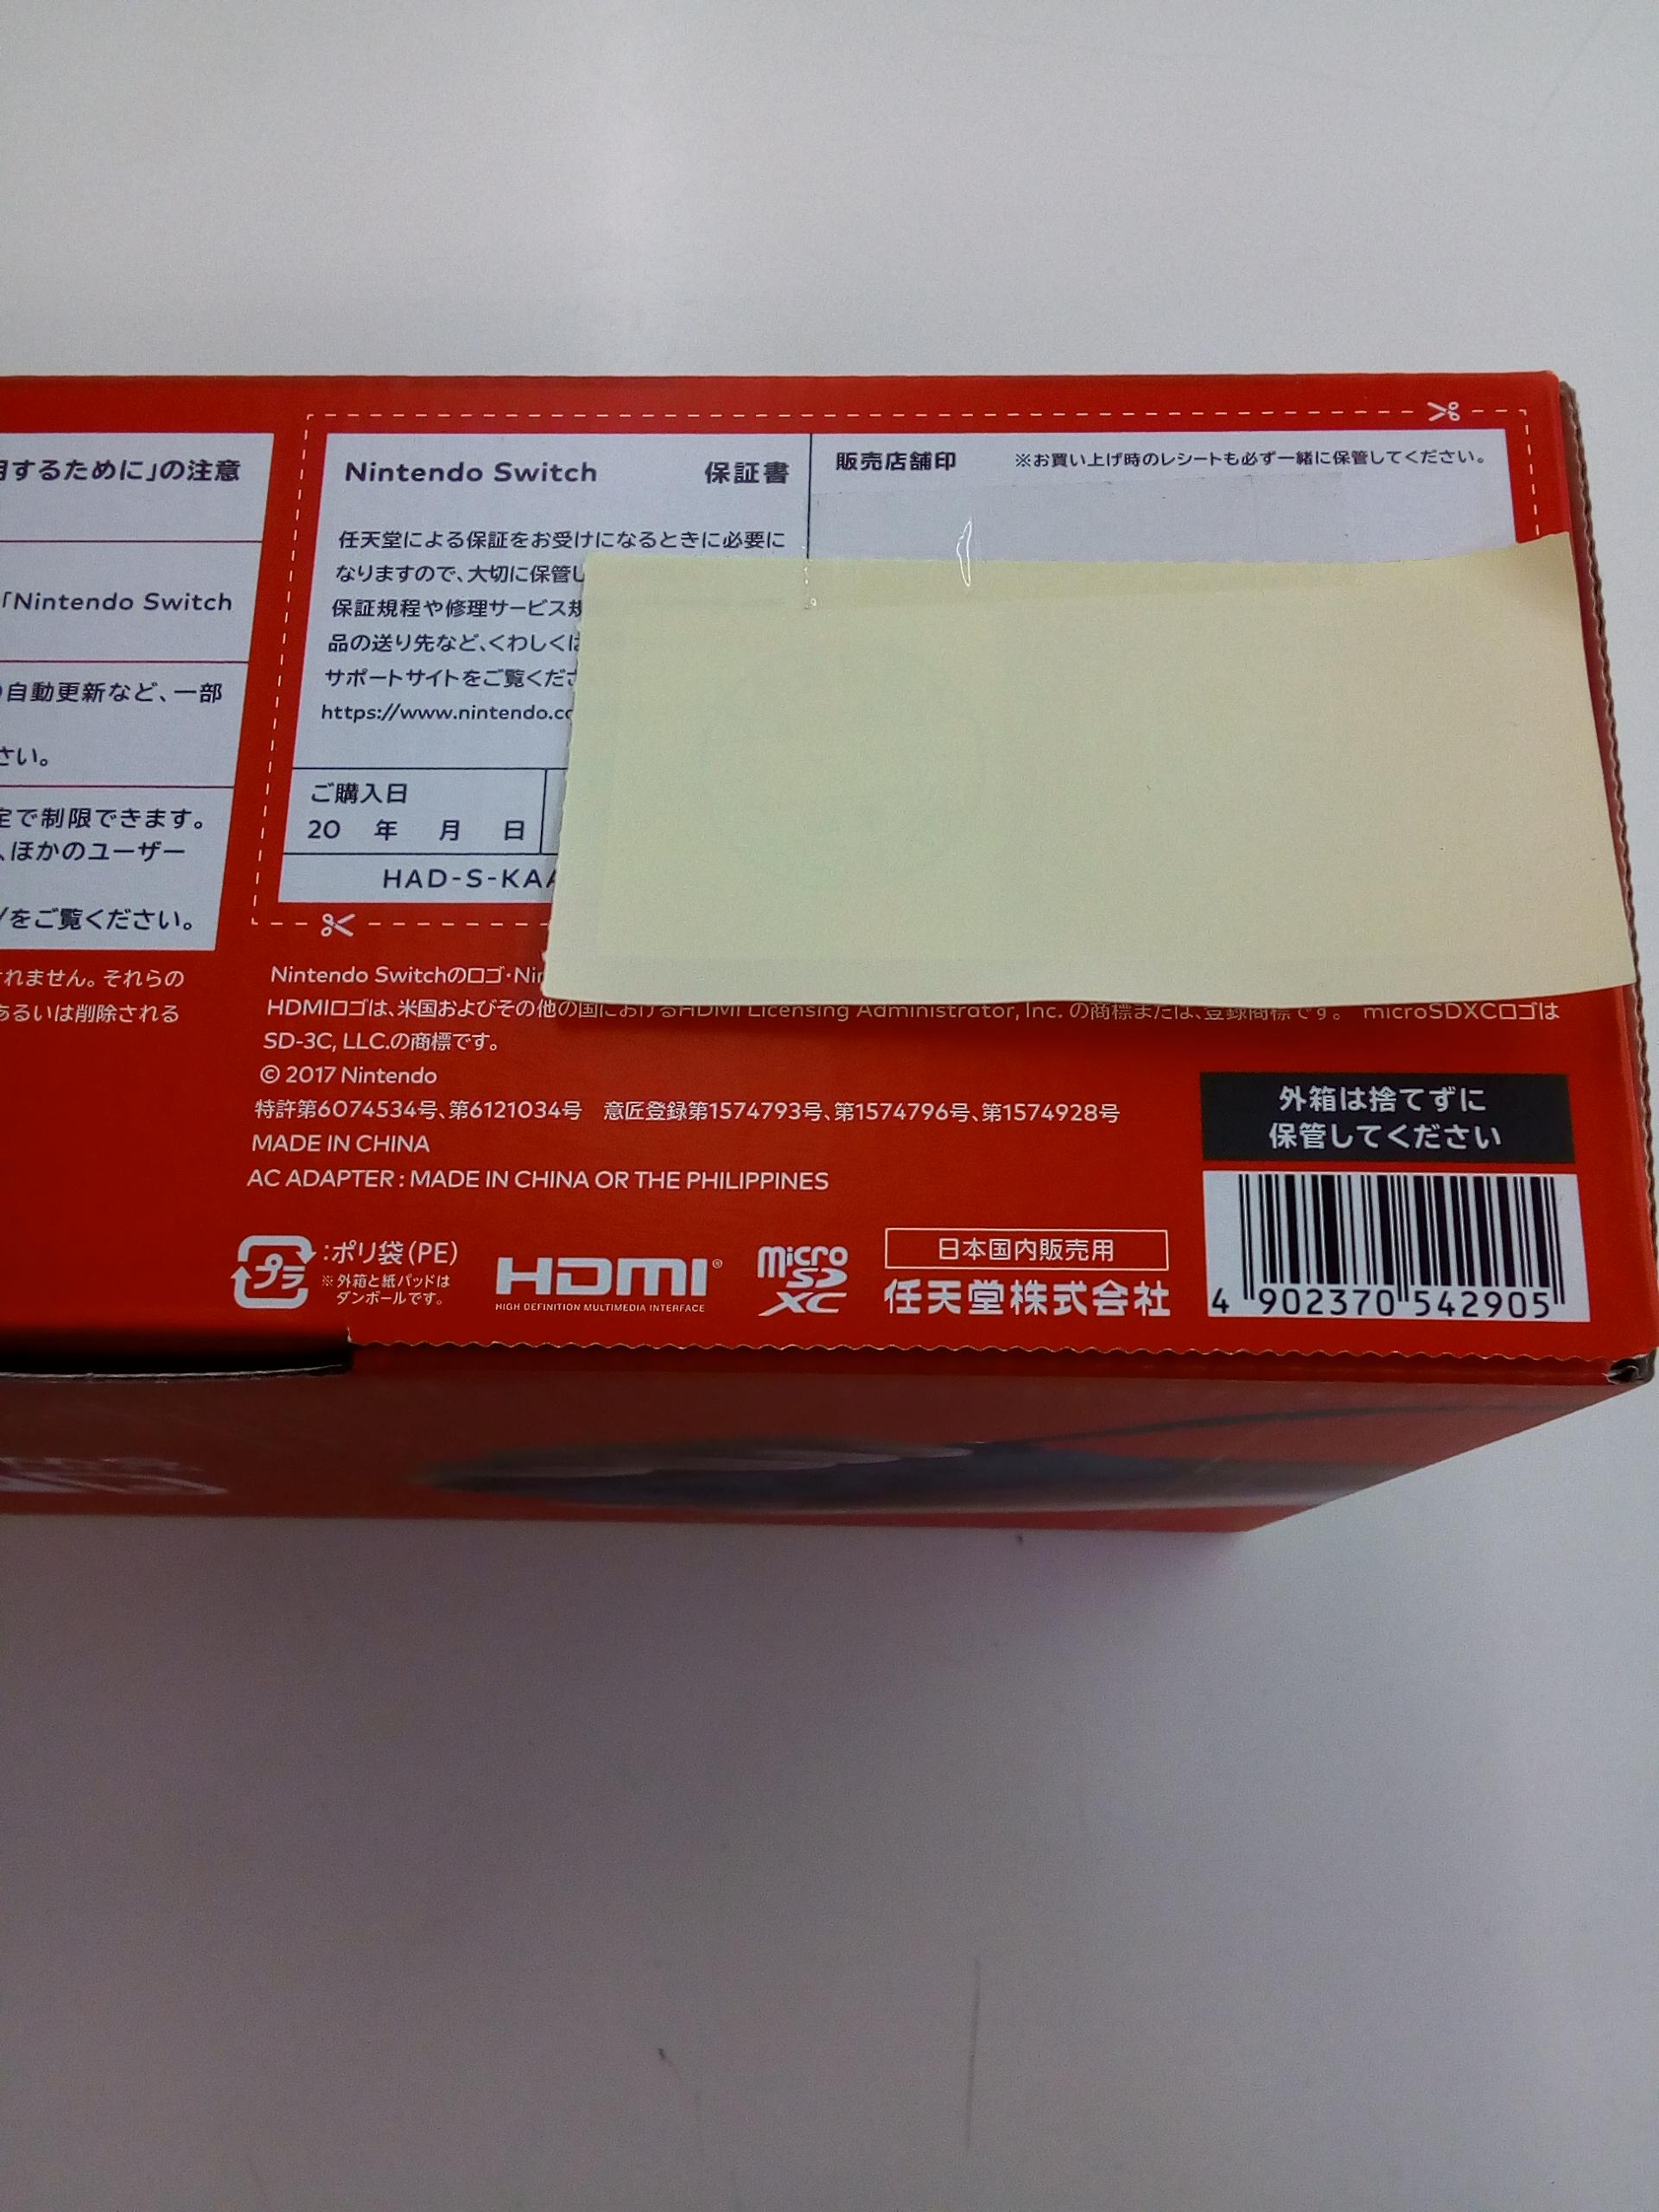 用するために」の注意
「Nintendo Switch
自動更新など、一部
さい。
定で制限できます。
、ほかのユーザー
/をご覧ください。
れません。それらの
あるいは削除される
Nintendo Switch 保証書
任天堂による保証をお受けになるときに必要に
なりますので、大切に保管し
保証規程や修理サービス規
品の送り先など、くわしくは
サポートサイトをご覧くださ
https://www.nintendo.co
ご購入日
20 年 月 日
HAD-S-KAA
販売店舗印 ※お買い上げ時のレシートも必ず一緒に保管してください。
Nintendo Switchのロゴ・Nin
HDMIロゴは、米国およびその他の国におけるHDMI Licensing Administrator, Inc. の商標または、登録商標です。 microSDXCロゴは
SD-3C, LLC.の商標です。
© 2017 Nintendo
特許第6074534号、第6121034号 意匠登録第1574793号、第1574796号、第1574928号
MADE IN CHINA
AC ADAPTER : MADE IN CHINA OR THE PHILIPPINES
外箱は捨てずに
保管してください
プラ :ポリ袋(PE)
※外箱と紙パッドは
ダンボールです。
HDMI®
HIGH DEFINITION MULTIMEDIA INTERFACE
micro
SD
XC
日本国内販売用
任天堂株式会社
4 902370 542905